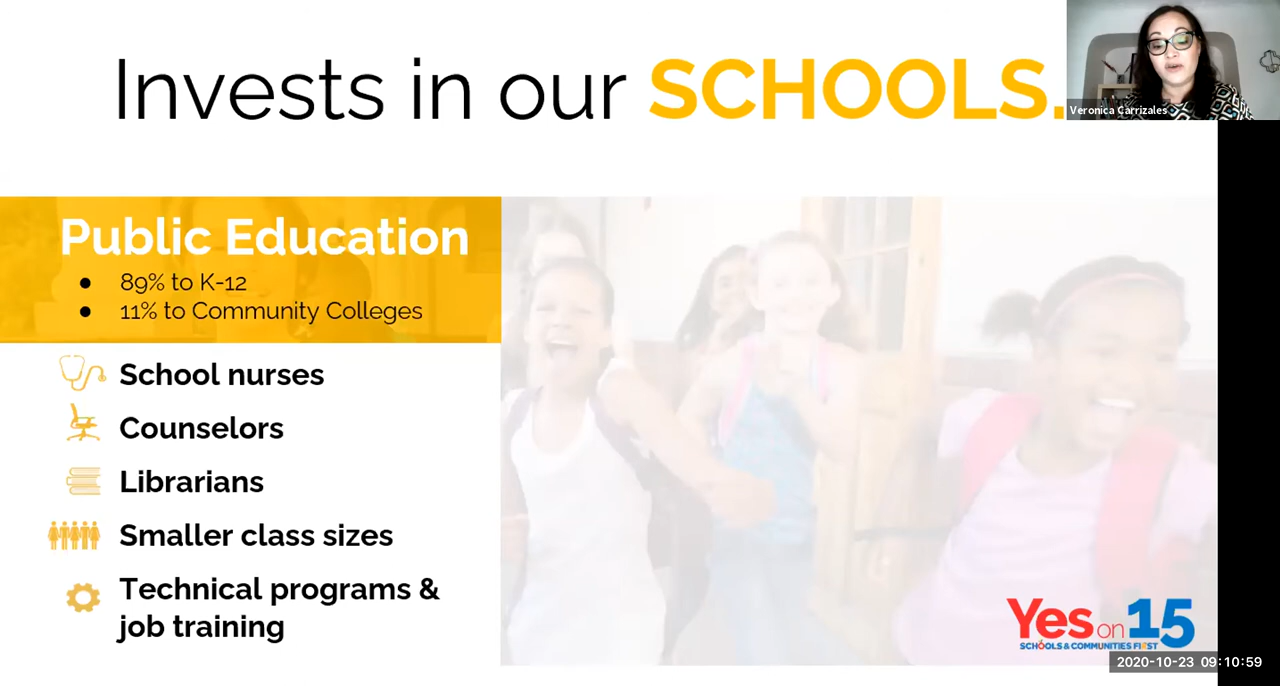 Invests in our SCHOOLS.
Veronica Carrizales
Public Education
● 89% to K-12
● 11% to Community Colleges
School nurses
Counselors
Librarians
Smaller class sizes
Technical programs &
job training
Yes on 15
SCHOOLS & COMMUNITIES FIRST
2020-10-23 09:10:59